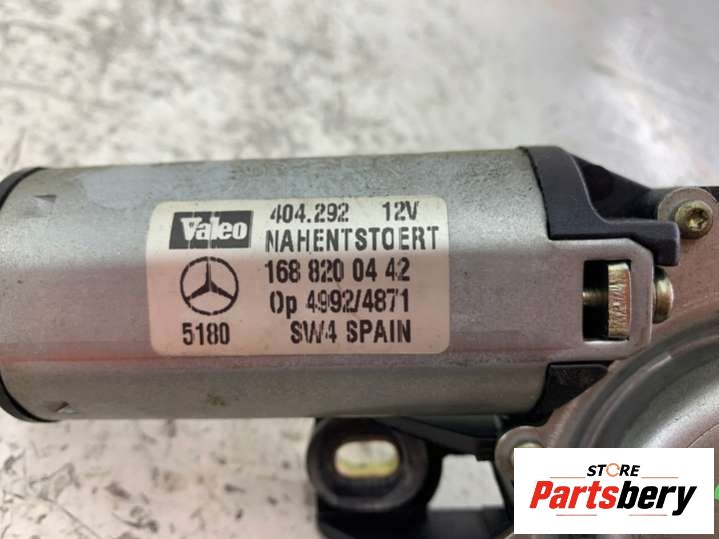 Valeo 404.292 12V
NAHENTSTOERT
168 820 04 42
Op 4992/4871
5180 SW4 SPAIN
STORE
Partsbery